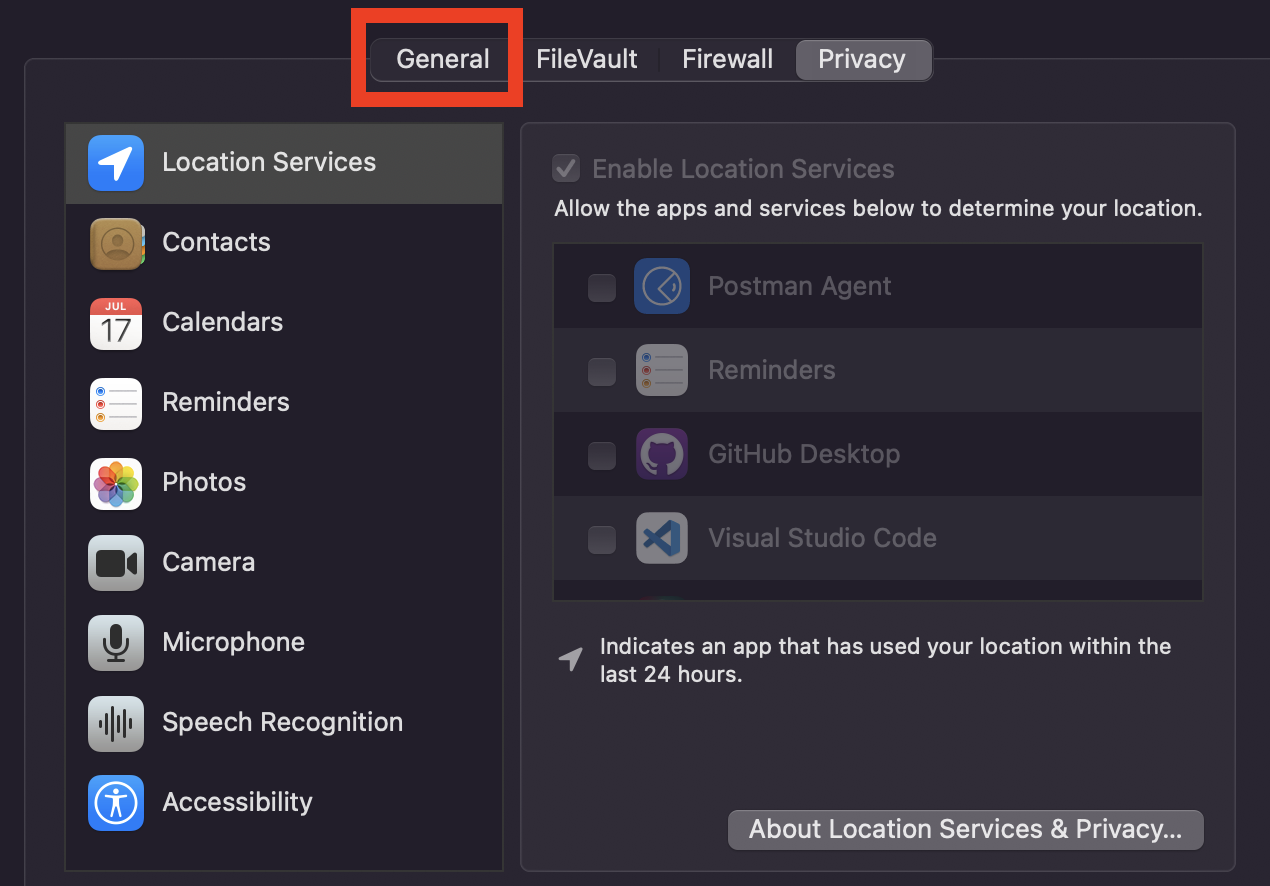 General FileVault Firewall Privacy
Location Services
Contacts
JUL
17
Calendars
Reminders
Photos
Camera
Microphone
Speech Recognition
Accessibility
Enable Location Services
Allow the apps and services below to determine your location.
Postman Agent
Reminders
GitHub Desktop
Visual Studio Code
Indicates an app that has used your location within the
last 24 hours.
About Location Services & Privacy...